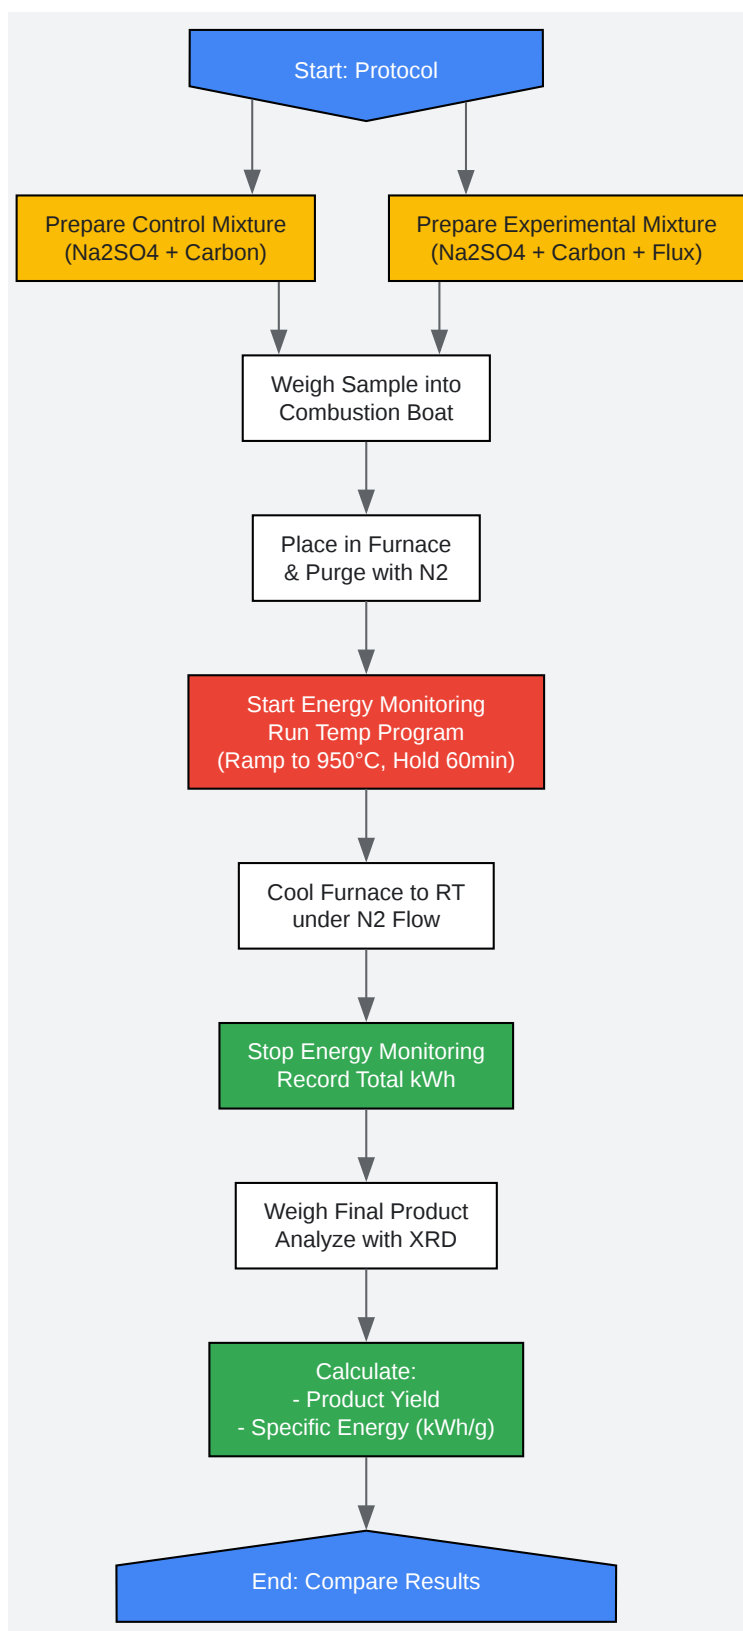 Start: Protocol
Prepare Control Mixture
(Na2SO4 + Carbon)
Prepare Experimental Mixture
(Na2SO4 + Carbon + Flux)
Weigh Sample into
Combustion Boat
Place in Furnace
& Purge with N2
Start Energy Monitoring
Run Temp Program
(Ramp to 950°C, Hold 60min)
Cool Furnace to RT
under N2 Flow
Stop Energy Monitoring
Record Total kWh
Weigh Final Product
Analyze with XRD
Calculate:
- Product Yield
- Specific Energy (kWh/g)
End: Compare Results